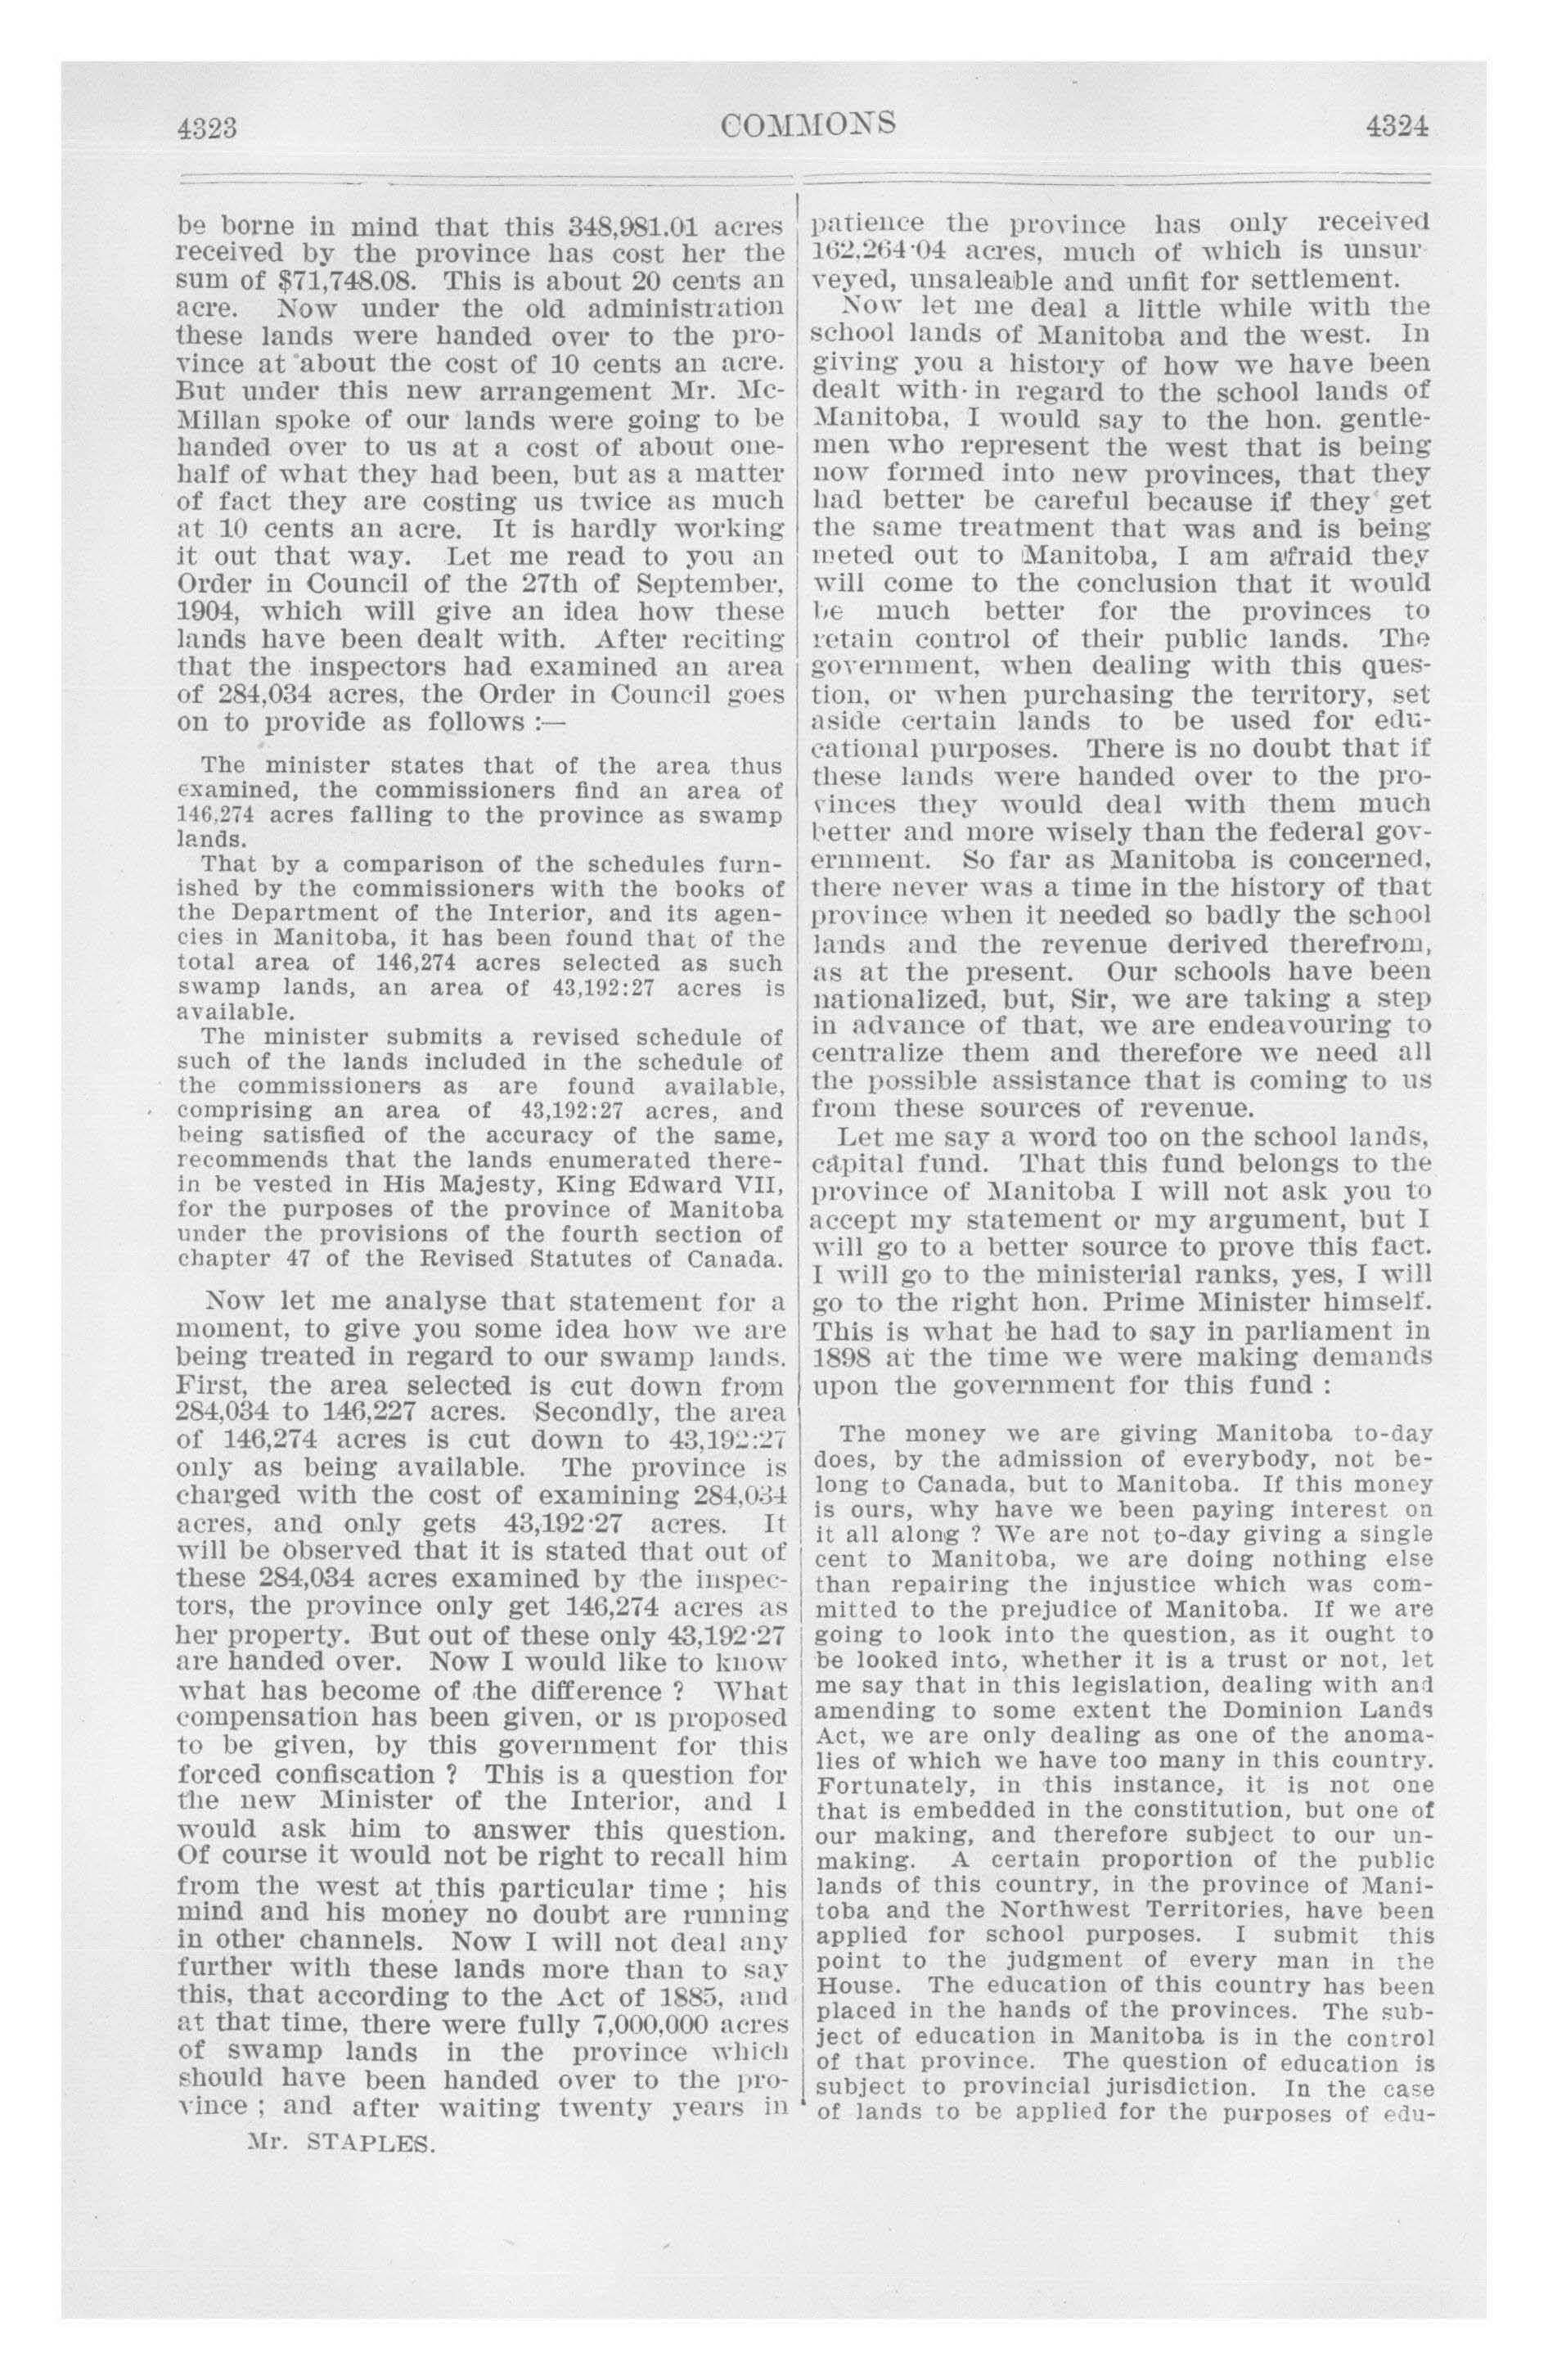 4323
COMMONS
4324
be borne in mind that this 348,981.01 acres
received by the province has cost her the
sum of $71,748.08. This is about 20 cents an
acre. Now under the old administration
these lands were handed over to the pro-
vince at about the cost of 10 cents an acre.
But under this new arrangement Mr. Mc-
Millan spoke of our lands were going to be
handed over to us at a cost of about one-
half of what they had been, but as a matter
of fact they are costing us twice as much
at 10 cents an acre. It is hardly working
it out that way. Let me read to you an
Order in Council of the 27th of September,
1904, which will give an idea how these
lands have been dealt with. After reciting
that the inspectors had examined an area
of 284,034 acres, the Order in Council goes
on to provide as follows :—
The minister states that of the area thus
examined, the commissioners find an area of
146,274 acres falling to the province as swamp
lands.
That by a comparison of the schedules furn-
ished by the commissioners with the books of
the Department of the Interior, and its agen-
cies in Manitoba, it has been found that of the
total area of 146,274 acres selected as such
swamp lands, an area of 43,192:27 acres is
available.
The minister submits a revised schedule of
such of the lands included in the schedule of
the commissioners as are found available,
comprising an area of 43,192:27 acres, and
being satisfied of the accuracy of the same,
recommends that the lands enumerated there-
in be vested in His Majesty, King Edward VII,
for the purposes of the province of Manitoba
under the provisions of the fourth section of
chapter 47 of the Revised Statutes of Canada.
Now let me analyse that statement for a
moment, to give you some idea how we are
being treated in regard to our swamp lands.
First, the area selected is cut down from
284,034 to 146,227 acres. Secondly, the area
of 146,274 acres is cut down to 43,192:27
only as being available. The province is
charged with the cost of examining 284,034
acres, and only gets 43,192·27 acres. It
will be observed that it is stated that out of
these 284,034 acres examined by the inspec-
tors, the province only get 146,274 acres as
her property. But out of these only 43,192·27
are handed over. Now I would like to know
what has become of the difference ? What
compensation has been given, or is proposed
to be given, by this government for this
forced confiscation ? This is a question for
the new Minister of the Interior, and I
would ask him to answer this question.
Of course it would not be right to recall him
from the west at this particular time ; his
mind and his money no doubt are running
in other channels. Now I will not deal any
further with these lands more than to say
this, that according to the Act of 1885, and
at that time, there were fully 7,000,000 acres
of swamp lands in the province which
should have been handed over to the pro-
vince ; and after waiting twenty years in
Mr. STAPLES.
patience the province has only received
162,264·04 acres, much of which is unsur-
veyed, unsaleable and unfit for settlement.
Now let me deal a little while with the
school lands of Manitoba and the west. In
giving you a history of how we have been
dealt with in regard to the school lands of
Manitoba, I would say to the hon. gentle-
men who represent the west that is being
now formed into new provinces, that they
had better be careful because if they get
the same treatment that was and is being
meted out to Manitoba, I am afraid they
will come to the conclusion that it would
be much better for the provinces to
retain control of their public lands. The
government, when dealing with this ques-
tion, or when purchasing the territory, set
aside certain lands to be used for edu-
cational purposes. There is no doubt that if
these lands were handed over to the pro-
vinces they would deal with them much
better and more wisely than the federal gov-
ernment. So far as Manitoba is concerned,
there never was a time in the history of that
province when it needed so badly the school
lands and the revenue derived therefrom,
as at the present. Our schools have been
nationalized, but, Sir, we are taking a step
in advance of that, we are endeavouring to
centralize them and therefore we need all
the possible assistance that is coming to us
from these sources of revenue.
Let me say a word too on the school lands,
capital fund. That this fund belongs to the
province of Manitoba I will not ask you to
accept my statement or my argument, but I
will go to a better source to prove this fact.
I will go to the ministerial ranks, yes, I will
go to the right hon. Prime Minister himself.
This is what he had to say in parliament in
1898 at the time we were making demands
upon the government for this fund :
The money we are giving Manitoba to-day
does, by the admission of everybody, not be-
long to Canada, but to Manitoba. If this money
is ours, why have we been paying interest on
it all along ? We are not to-day giving a single
cent to Manitoba, we are doing nothing else
than repairing the injustice which was com-
mitted to the prejudice of Manitoba. If we are
going to look into the question, as it ought to
be looked into, whether it is a trust or not, let
me say that in this legislation, dealing with and
amending to some extent the Dominion Lands
Act, we are only dealing as one of the anoma-
lies of which we have too many in this country.
Fortunately, in this instance, it is not one
that is embedded in the constitution, but one of
our making, and therefore subject to our un-
making. A certain proportion of the public
lands of this country, in the province of Mani-
toba and the Northwest Territories, have been
applied for school purposes. I submit this
point to the judgment of every man in the
House. The education of this country has been
placed in the hands of the provinces. The sub-
ject of education in Manitoba is in the control
of that province. The question of education is
subject to provincial jurisdiction. In the case
of lands to be applied for the purposes of edu-